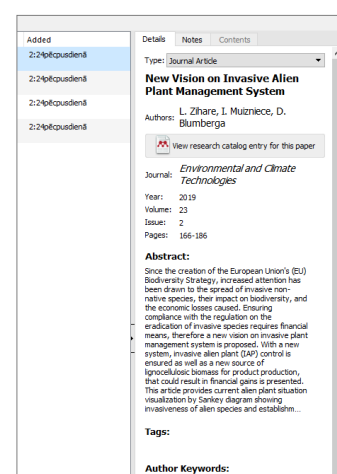 Added
2:24pēcpusdienā
2:24pēcpusdienā
2:24pēcpusdienā
2:24pēcpusdienā
Details Notes Contents
Type: Journal Article
New Vision on Invasive Alien
Plant Management System
Authors: L. Zihare, I. Muizniece, D.
Blumberga
View research catalog entry for this paper
Journal: Environmental and Climate
Technologies
Year: 2019
Volume: 23
Issue: 2
Pages: 166-186
Abstract:
Since the creation of the European Union's (EU)
Biodiversity Strategy, increased attention has
been drawn to the spread of invasive non-
native species, their impact on biodiversity, and
the economic losses caused. Ensuring
compliance with the regulation on the
eradication of invasive species requires financial
means, therefore a new vision on invasive plant
management system is proposed. With a new
system, invasive alien plant (IAP) control is
ensured as well as a new source of
lignocellulosic biomass for product production,
that could result in financial gains is presented.
This article provides current alien plant situation
visualization by Sankey diagram showing
invasiveness of alien species and establishm...
Tags:
Author Keywords: